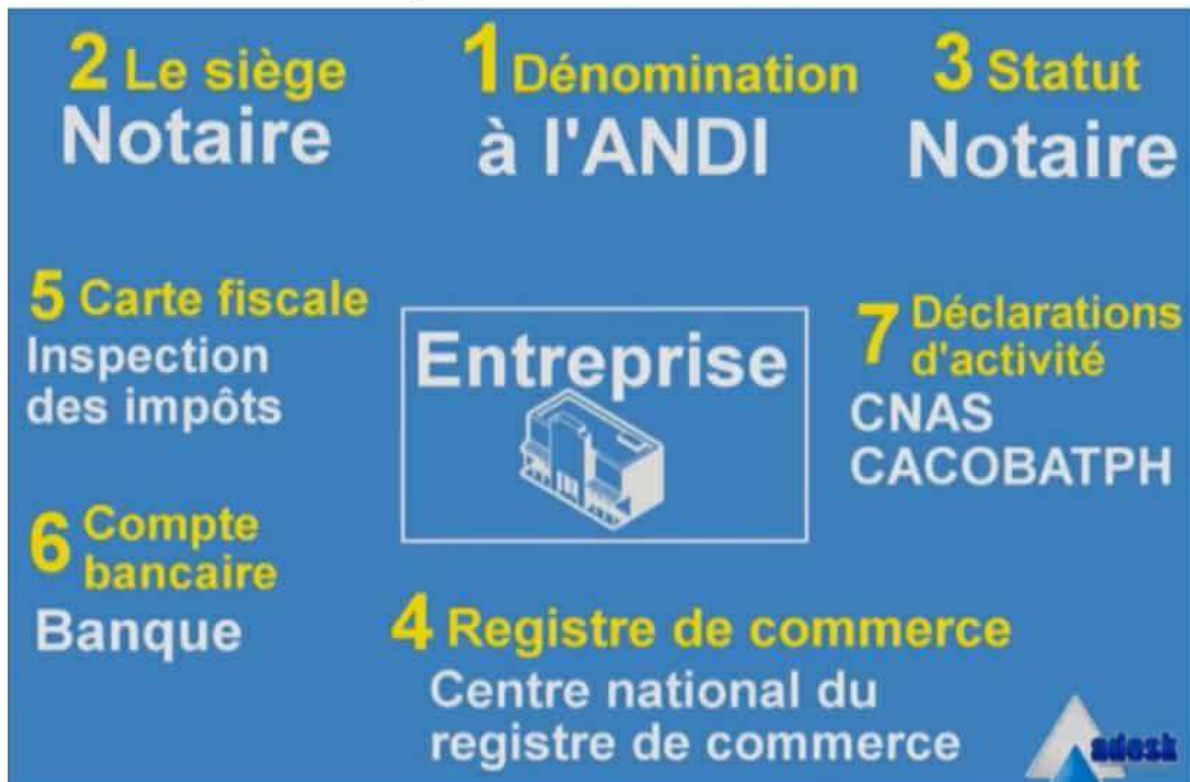 2 Le siège
Notaire
1 Dénomination
à l'ANDI
3 Statut
Notaire
5 Carte fiscale
Inspection
des impôts
Entreprise
7 Déclarations
d'activité
CNAS
CACOBATPH
6 Compte
bancaire
Banque
4 Registre de commerce
Centre national du
registre de commerce
adesk